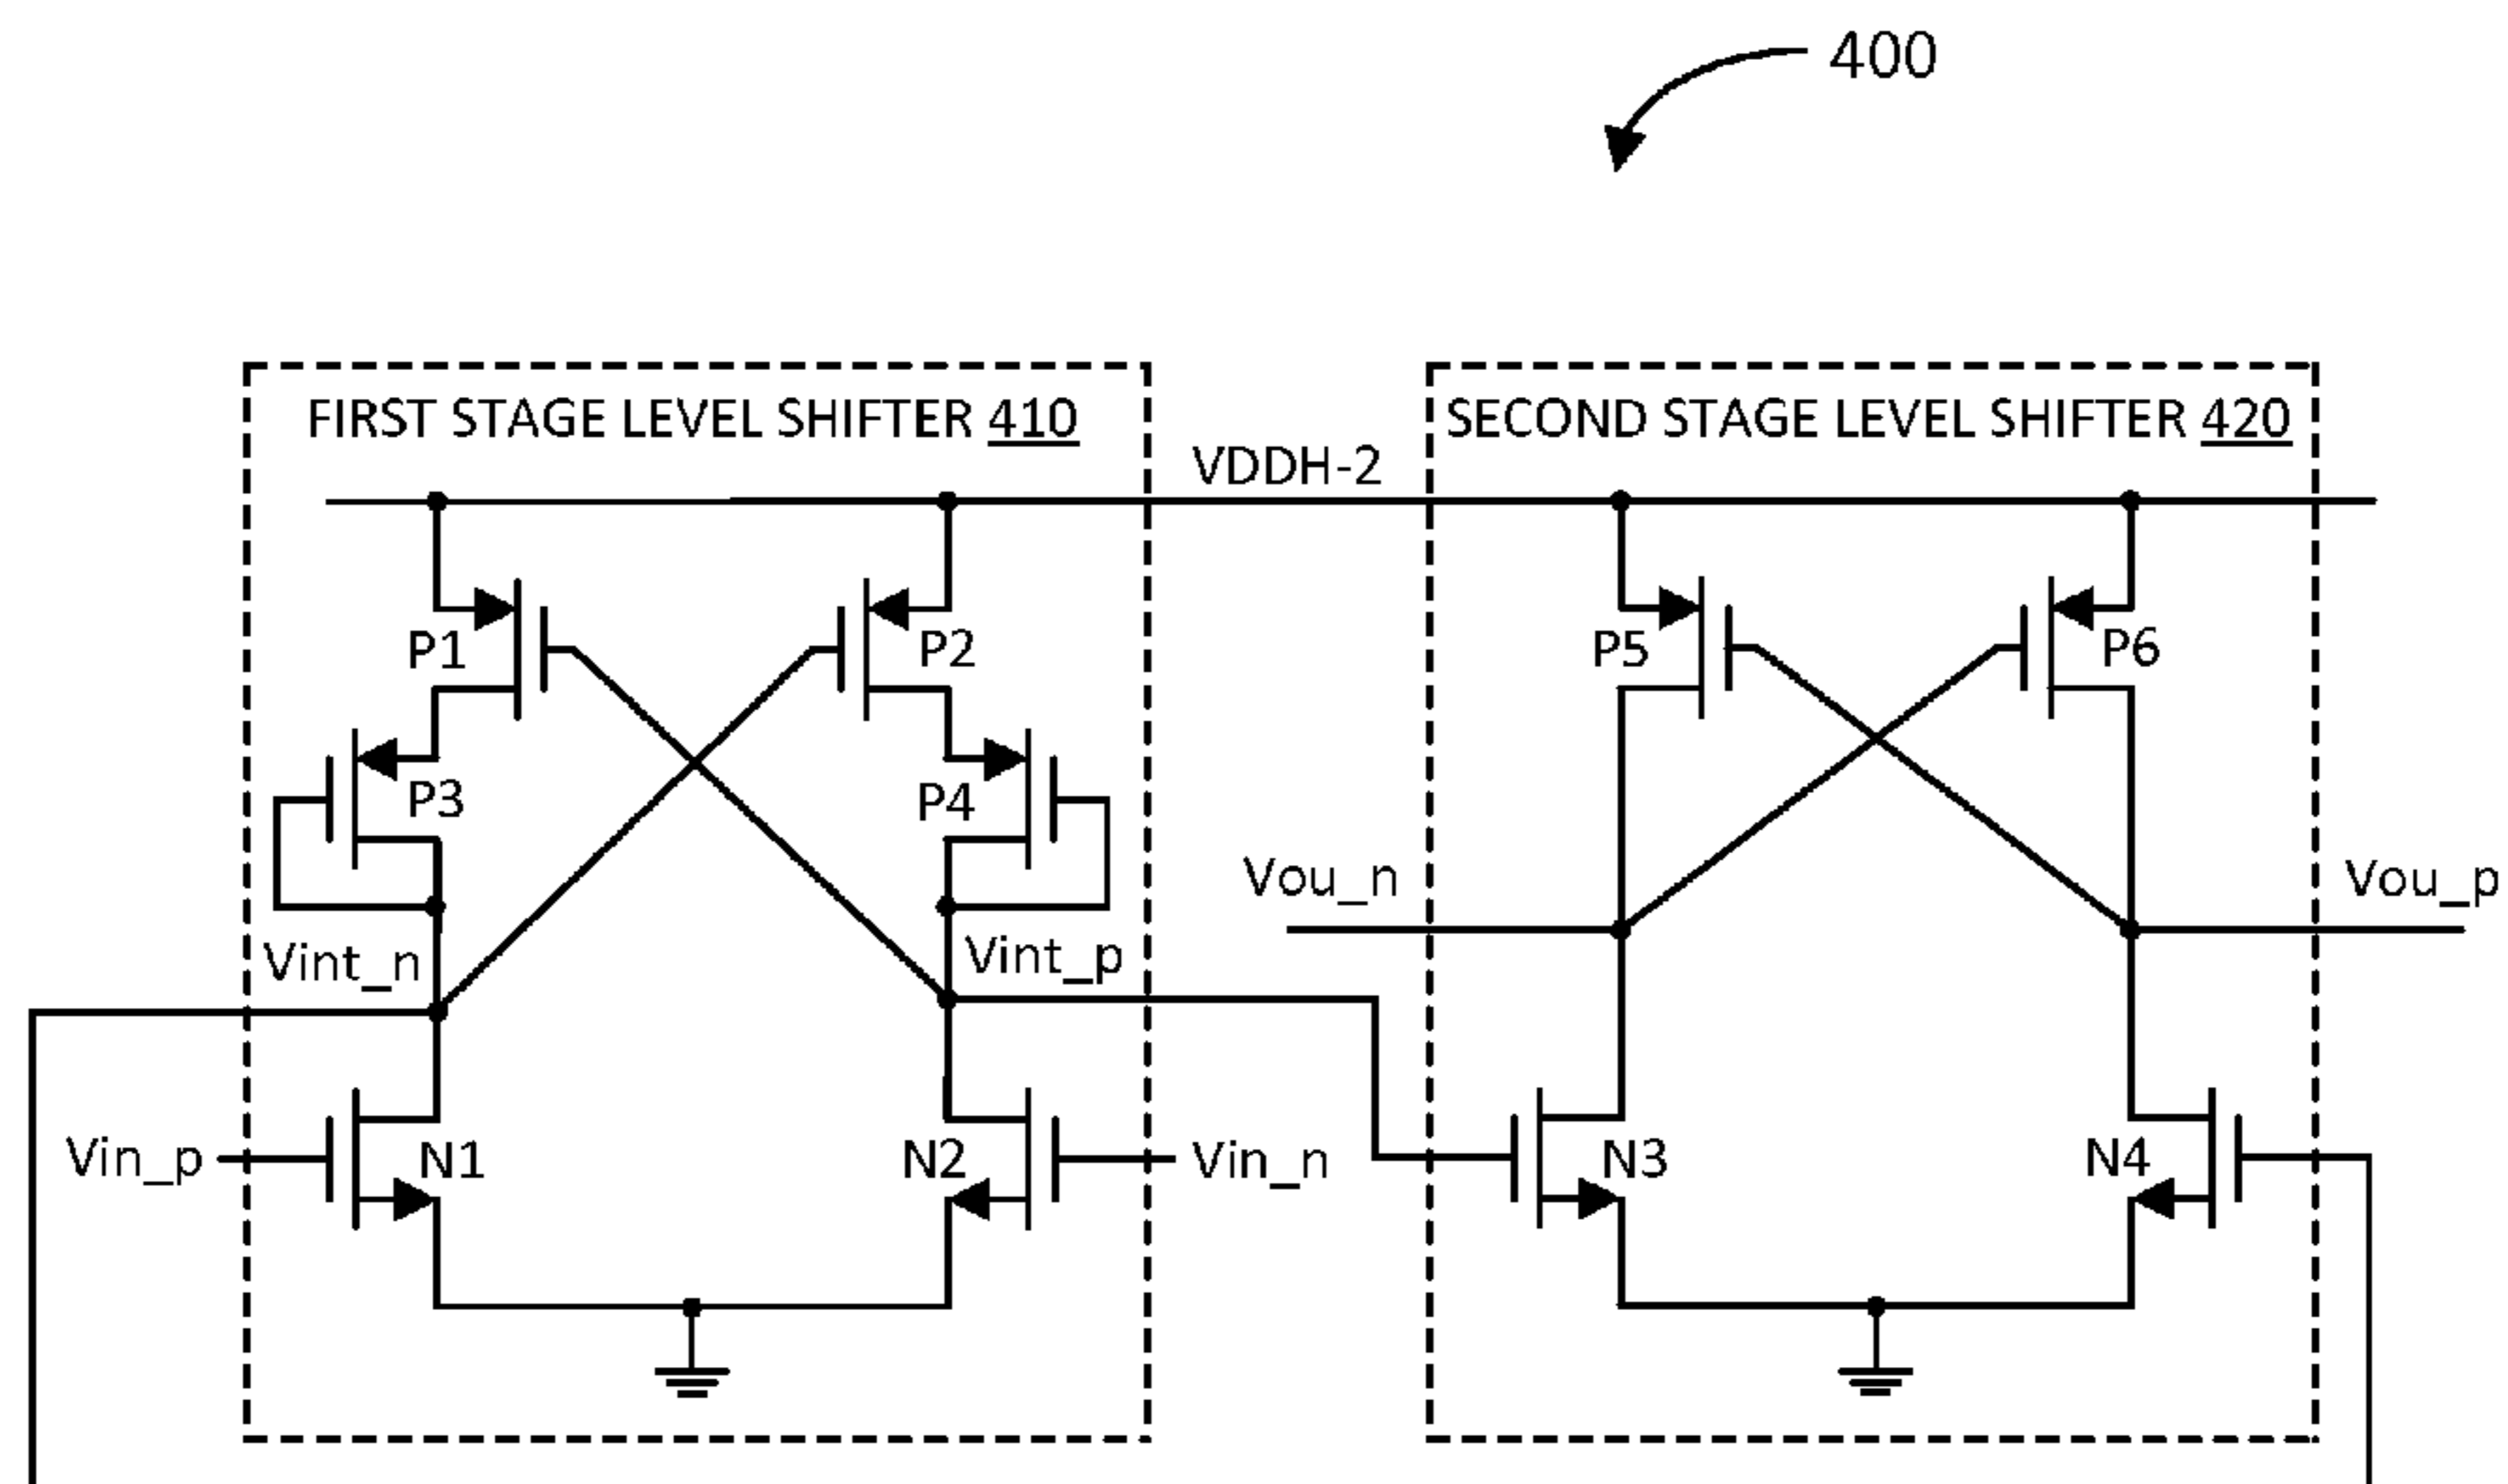 400
FIRST STAGE LEVEL SHIFTER 410
SECOND STAGE LEVEL SHIFTER 420
VDDH-2
P1
P2
P5
P6
P3
P4
Vou_n
Vou_p
Vint_n
Vint_p
Vin_p
N1
N2
Vin_n
N3
N4